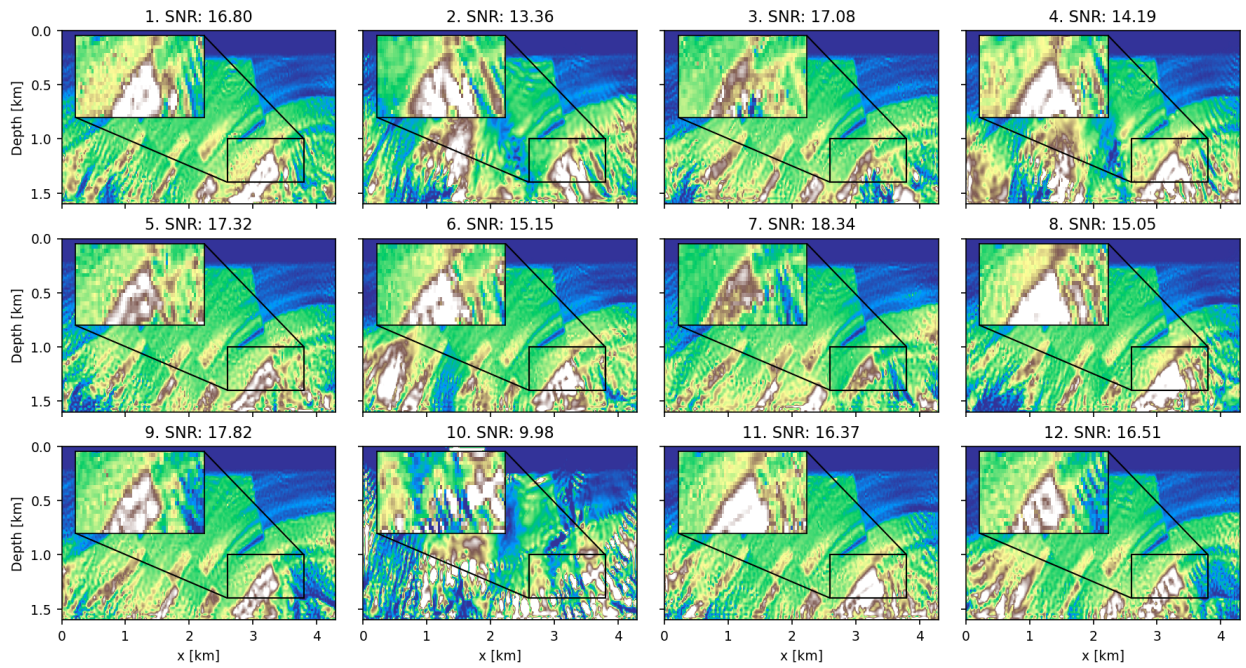 1. SNR: 16.80
2. SNR: 13.36
3. SNR: 17.08
4. SNR: 14.19
0.0
0.5
1.0
1.5
Depth [km]
5. SNR: 17.32
6. SNR: 15.15
7. SNR: 18.34
8. SNR: 15.05
0.0
0.5
1.0
1.5
Depth [km]
9. SNR: 17.82
10. SNR: 9.98
11. SNR: 16.37
12. SNR: 16.51
0.0
0.5
1.0
1.5
Depth [km]
0 1 2 3 4
0 1 2 3 4
0 1 2 3 4
0 1 2 3 4
x [km]
x [km]
x [km]
x [km]